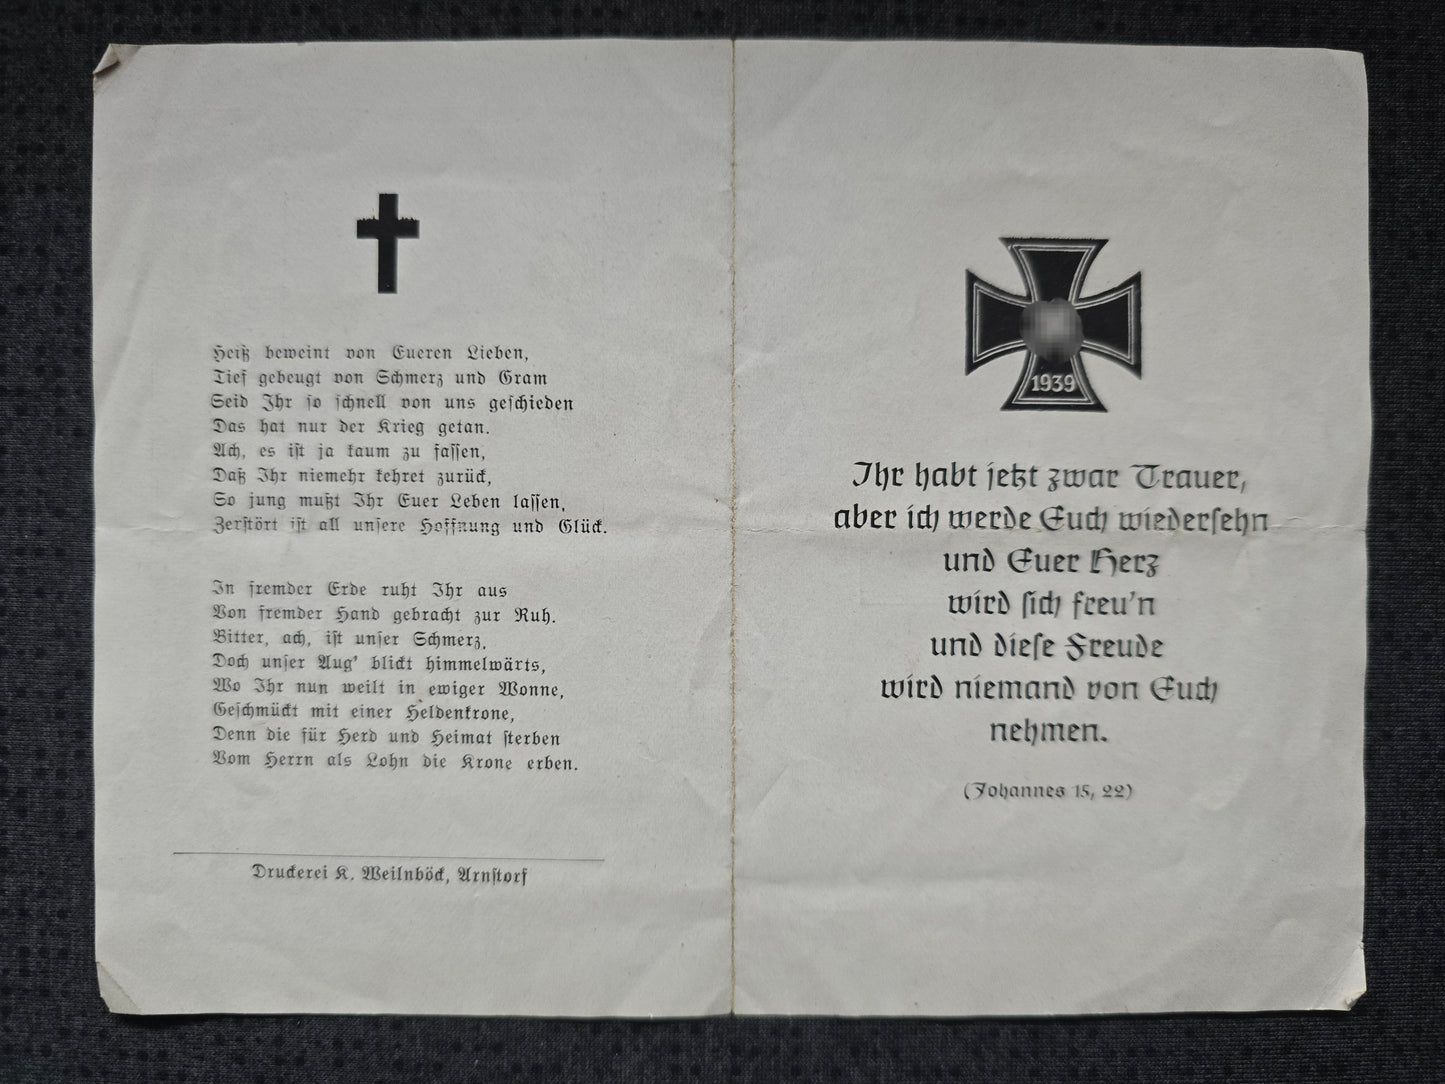 Heiß beweint von Eueren Lieben,
Tief gebeugt von Schmerz und Gram
Seid Ihr so schnell von uns geschieden
Das hat nur der Krieg getan.
Ach, es ist ja kaum zu fassen,
Daß Ihr niemehr kehret zurück,
So jung mußt Ihr Euer Leben lassen,
Zerstört ist all unsere Hoffnung und Glück.
In fremder Erde ruht Ihr aus
Von fremder Hand gebracht zur Ruh.
Bitter, ach, ist unser Schmerz,
Doch unser Aug' blickt himmelwärts,
Wo Ihr nun weilt in ewiger Wonne,
Geschmückt mit einer Heldenkrone,
Denn die für Herd und Heimat sterben
Vom Herrn als Lohn die Krone erben.
Druckerei K. Weilnböck, Arnstorf
1939
Ihr habt jetzt zwar Trauer,
aber ich werde Euch wiedersehn
und Euer Herz
wird sich freu'n
und diese Freude
wird niemand von Euch
nehmen.
(Johannes 15, 22)